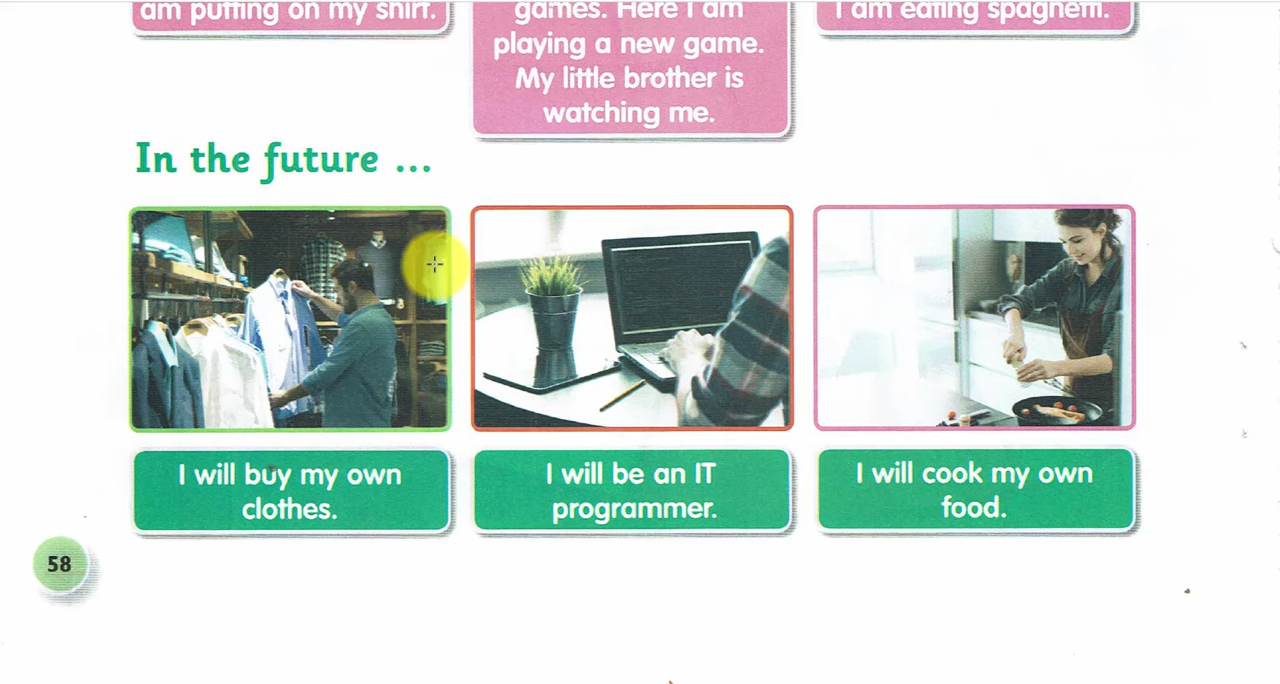 am putting on my shirt.
games. Here I am
playing a new game.
My little brother is
watching me.
I am eating spaghetti.
In the future ...
I will buy my own
clothes.
I will be an IT
programmer.
I will cook my own
food.
58